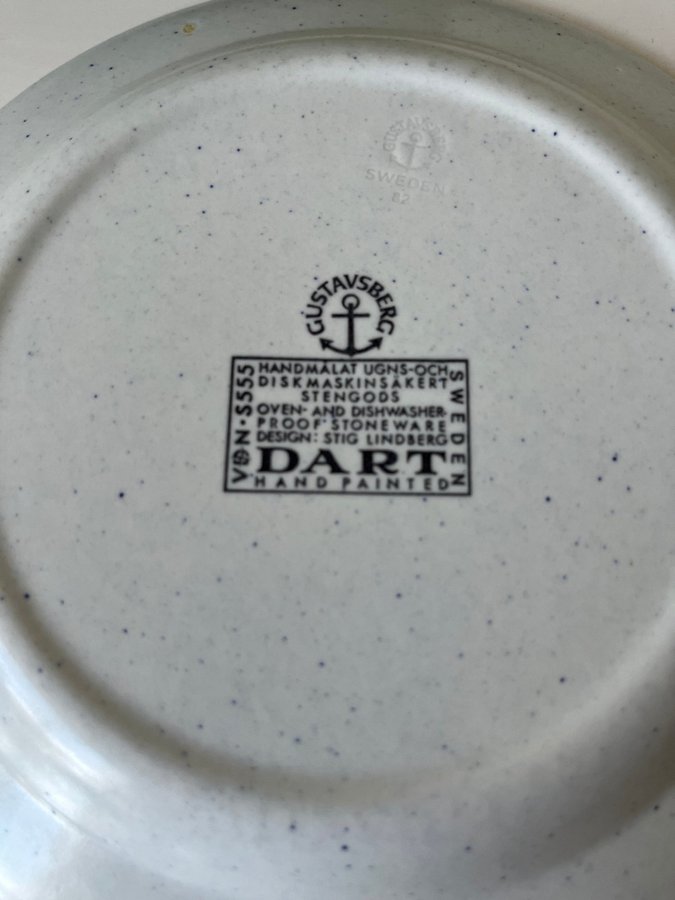 GUSTAVSBERG
SWEDEN
82
GUSTAVSBERG
HANDMÅLAT UGNS-OCH
DISKMASKINSÄKERT
STENGODS
OVEN- AND DISHWASHER-
PROOF STONEWARE
DESIGN: STIG LINDBERG
DART
HAND PAINTED
VDN·S555
SWEDEN